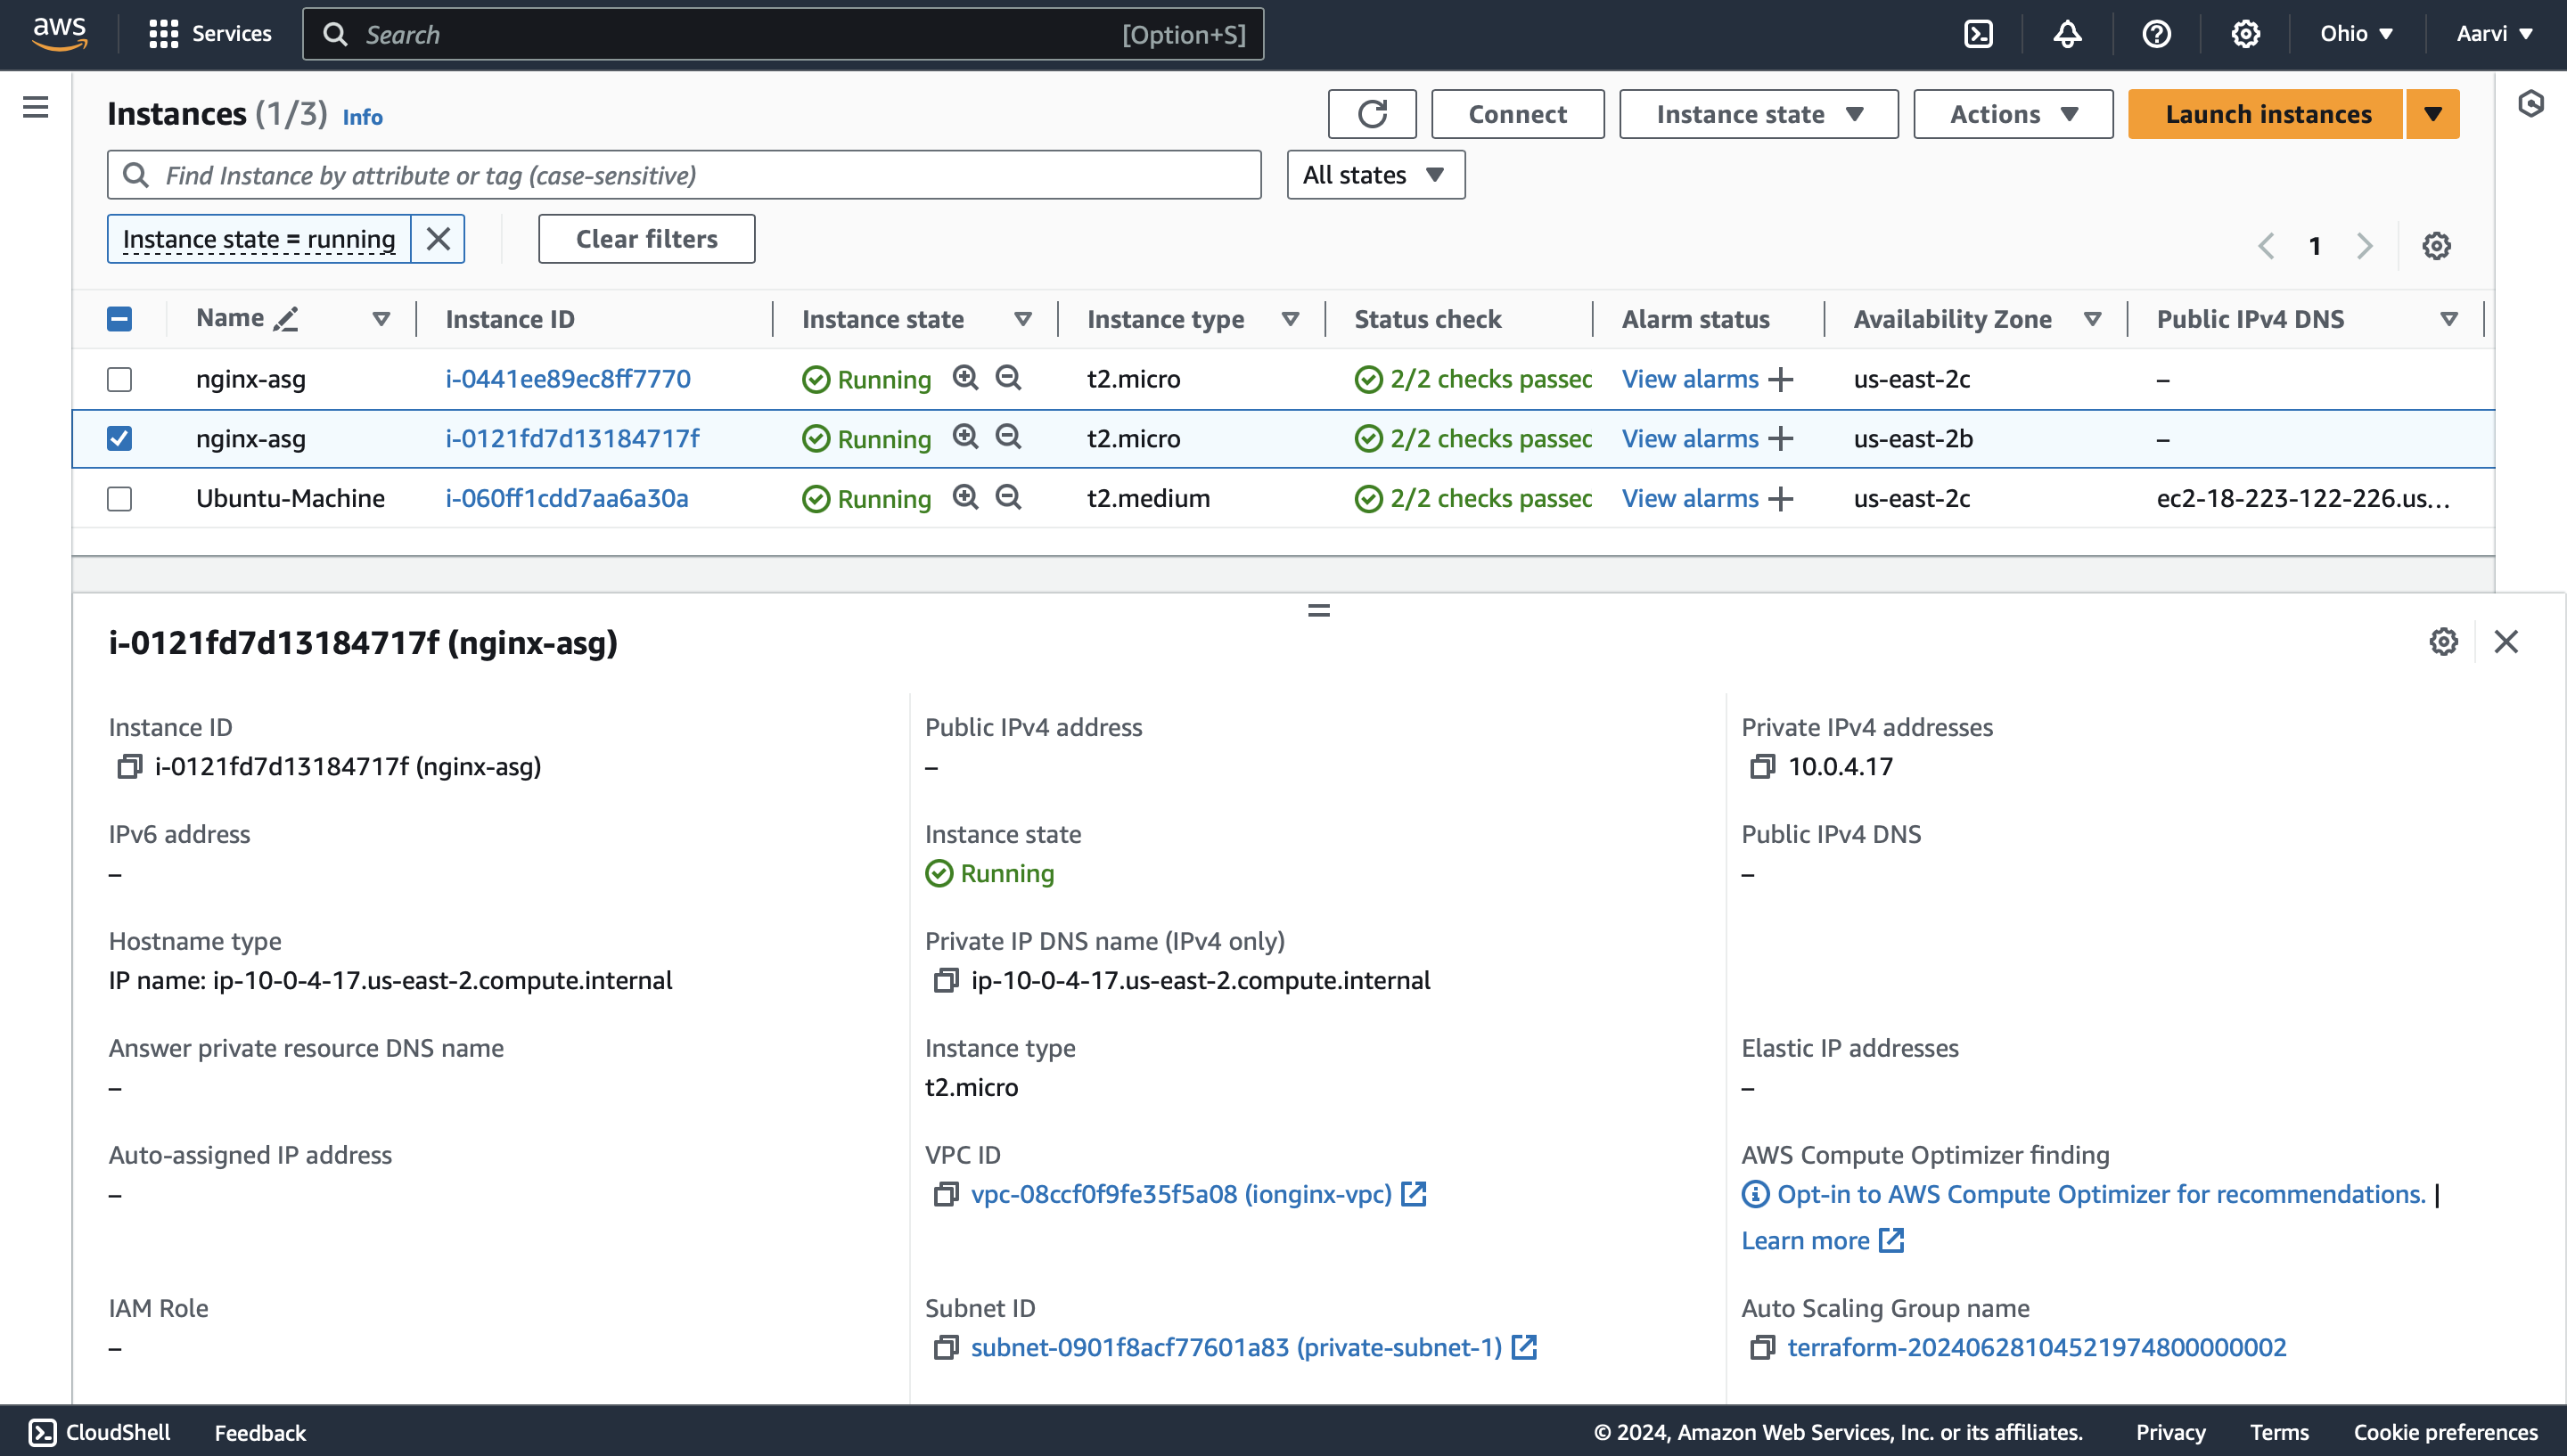 aws Services Search [Option+S] Ohio Aarvi
Instances (1/3) Info Connect Instance state Actions Launch instances
Find Instance by attribute or tag (case-sensitive) All states
Instance state = running Clear filters 1
Name Instance ID Instance state Instance type Status check Alarm status Availability Zone Public IPv4 DNS
nginx-asg i-0441ee89ec8ff7770 Running t2.micro 2/2 checks passed View alarms + us-east-2c –
nginx-asg i-0121fd7d13184717f Running t2.micro 2/2 checks passed View alarms + us-east-2b –
Ubuntu-Machine i-060ff1cdd7aa6a30a Running t2.medium 2/2 checks passed View alarms + us-east-2c ec2-18-223-122-226.us...
i-0121fd7d13184717f (nginx-asg)
Instance ID Public IPv4 address Private IPv4 addresses
i-0121fd7d13184717f (nginx-asg) – 10.0.4.17
IPv6 address Instance state Public IPv4 DNS
– Running –
Hostname type Private IP DNS name (IPv4 only)
IP name: ip-10-0-4-17.us-east-2.compute.internal ip-10-0-4-17.us-east-2.compute.internal
Answer private resource DNS name Instance type Elastic IP addresses
– t2.micro –
Auto-assigned IP address VPC ID AWS Compute Optimizer finding
– vpc-08ccf0f9fe35f5a08 (ionginx-vpc) Opt-in to AWS Compute Optimizer for recommendations. |
Learn more
IAM Role Subnet ID Auto Scaling Group name
– subnet-0901f8acf77601a83 (private-subnet-1) terraform-20240628104521974800000002
CloudShell Feedback © 2024, Amazon Web Services, Inc. or its affiliates. Privacy Terms Cookie preferences